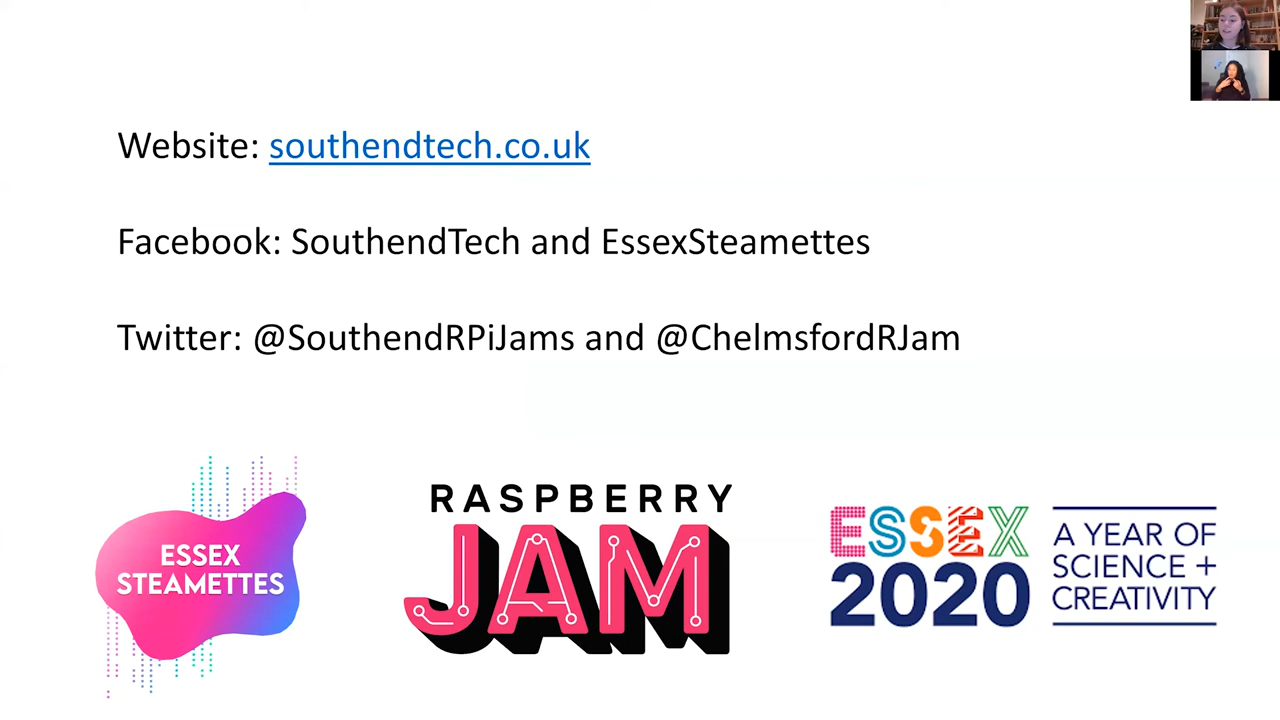 Website: southendtech.co.uk
Facebook: SouthendTech and EssexSteamettes
Twitter: @SouthendRPiJams and @ChelmsfordRJam
ESSEX
STEAMETTES
RASPBERRY
JAM
ESSEX
2020
A YEAR OF
SCIENCE +
CREATIVITY